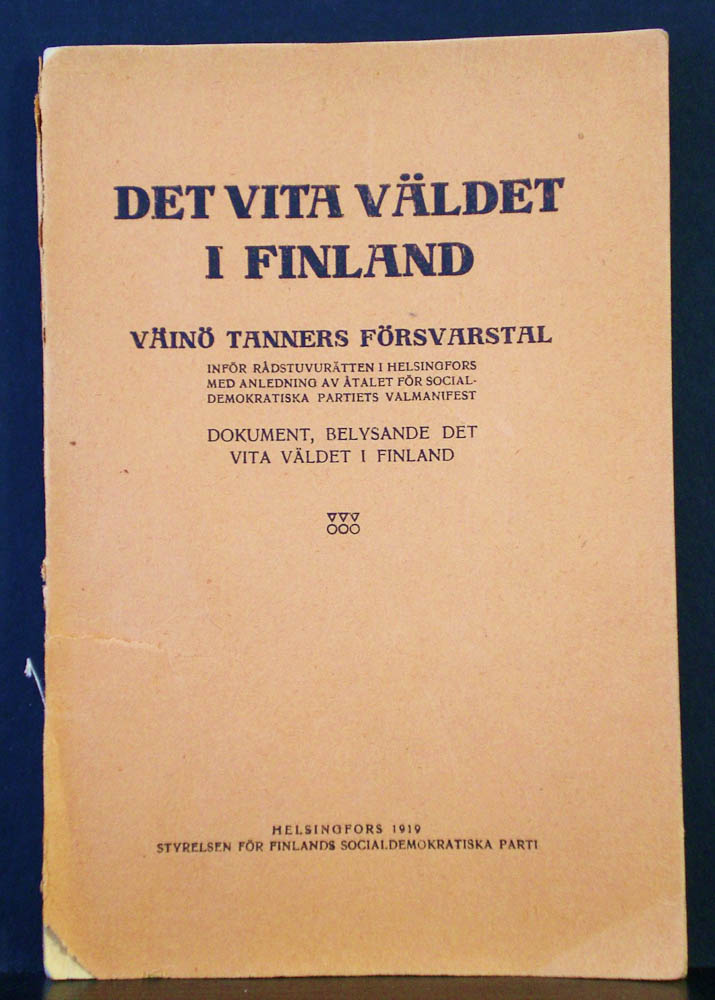 DET VITA VÄLDET
I FINLAND
VÄINÖ TANNERS FÖRSVARSTAL
INFÖR RÅDSTUVURÄTTEN I HELSINGFORS
MED ANLEDNING AV ÅTALET FÖR SOCIAL-
DEMOKRATISKA PARTIETS VALMANIFEST
DOKUMENT, BELYSANDE DET
VITA VÄLDET I FINLAND
HELSINGFORS 1919
STYRELSEN FÖR FINLANDS SOCIALDEMOKRATISKA PARTI